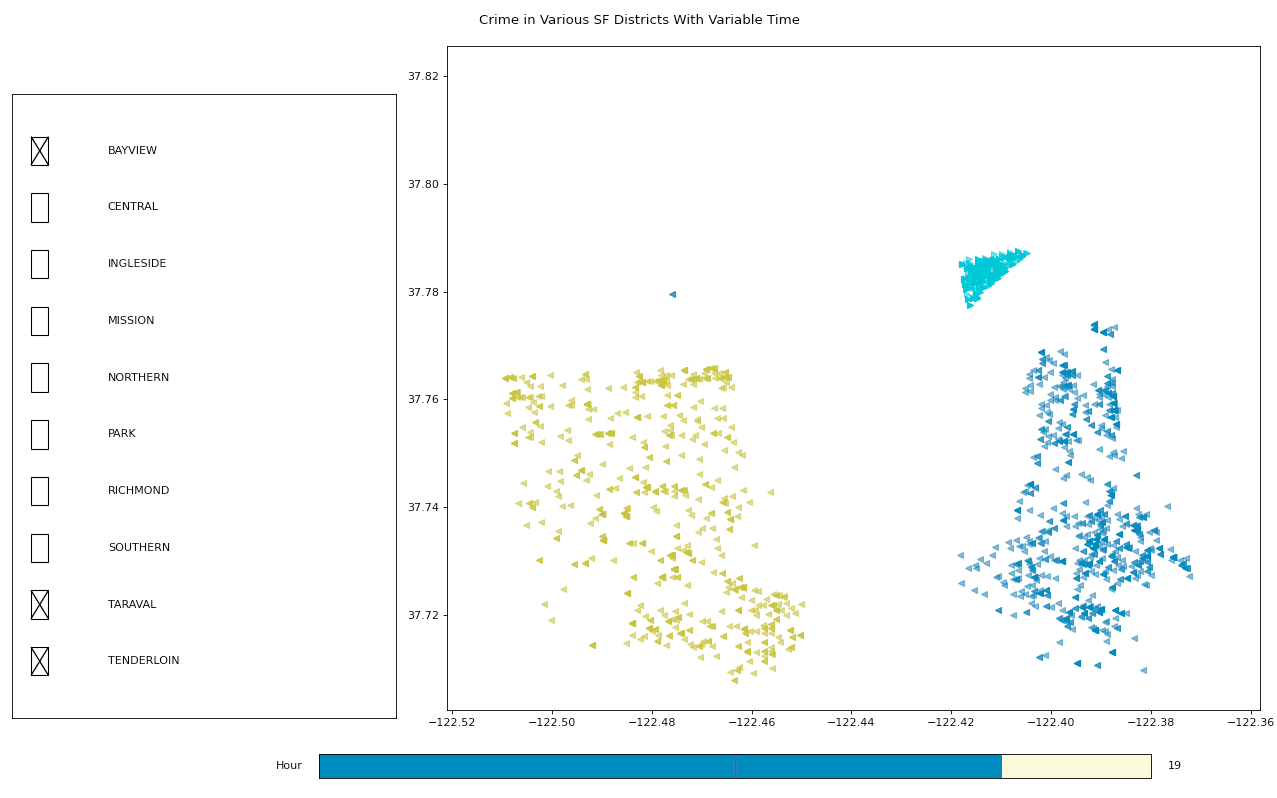 Crime in Various SF Districts With Variable Time
BAYVIEW
CENTRAL
INGLESIDE
MISSION
NORTHERN
PARK
RICHMOND
SOUTHERN
TARAVAL
TENDERLOIN
37.82
37.80
37.78
37.76
37.74
37.72
−122.52 −122.50 −122.48 −122.46 −122.44 −122.42 −122.40 −122.38 −122.36
Hour 19